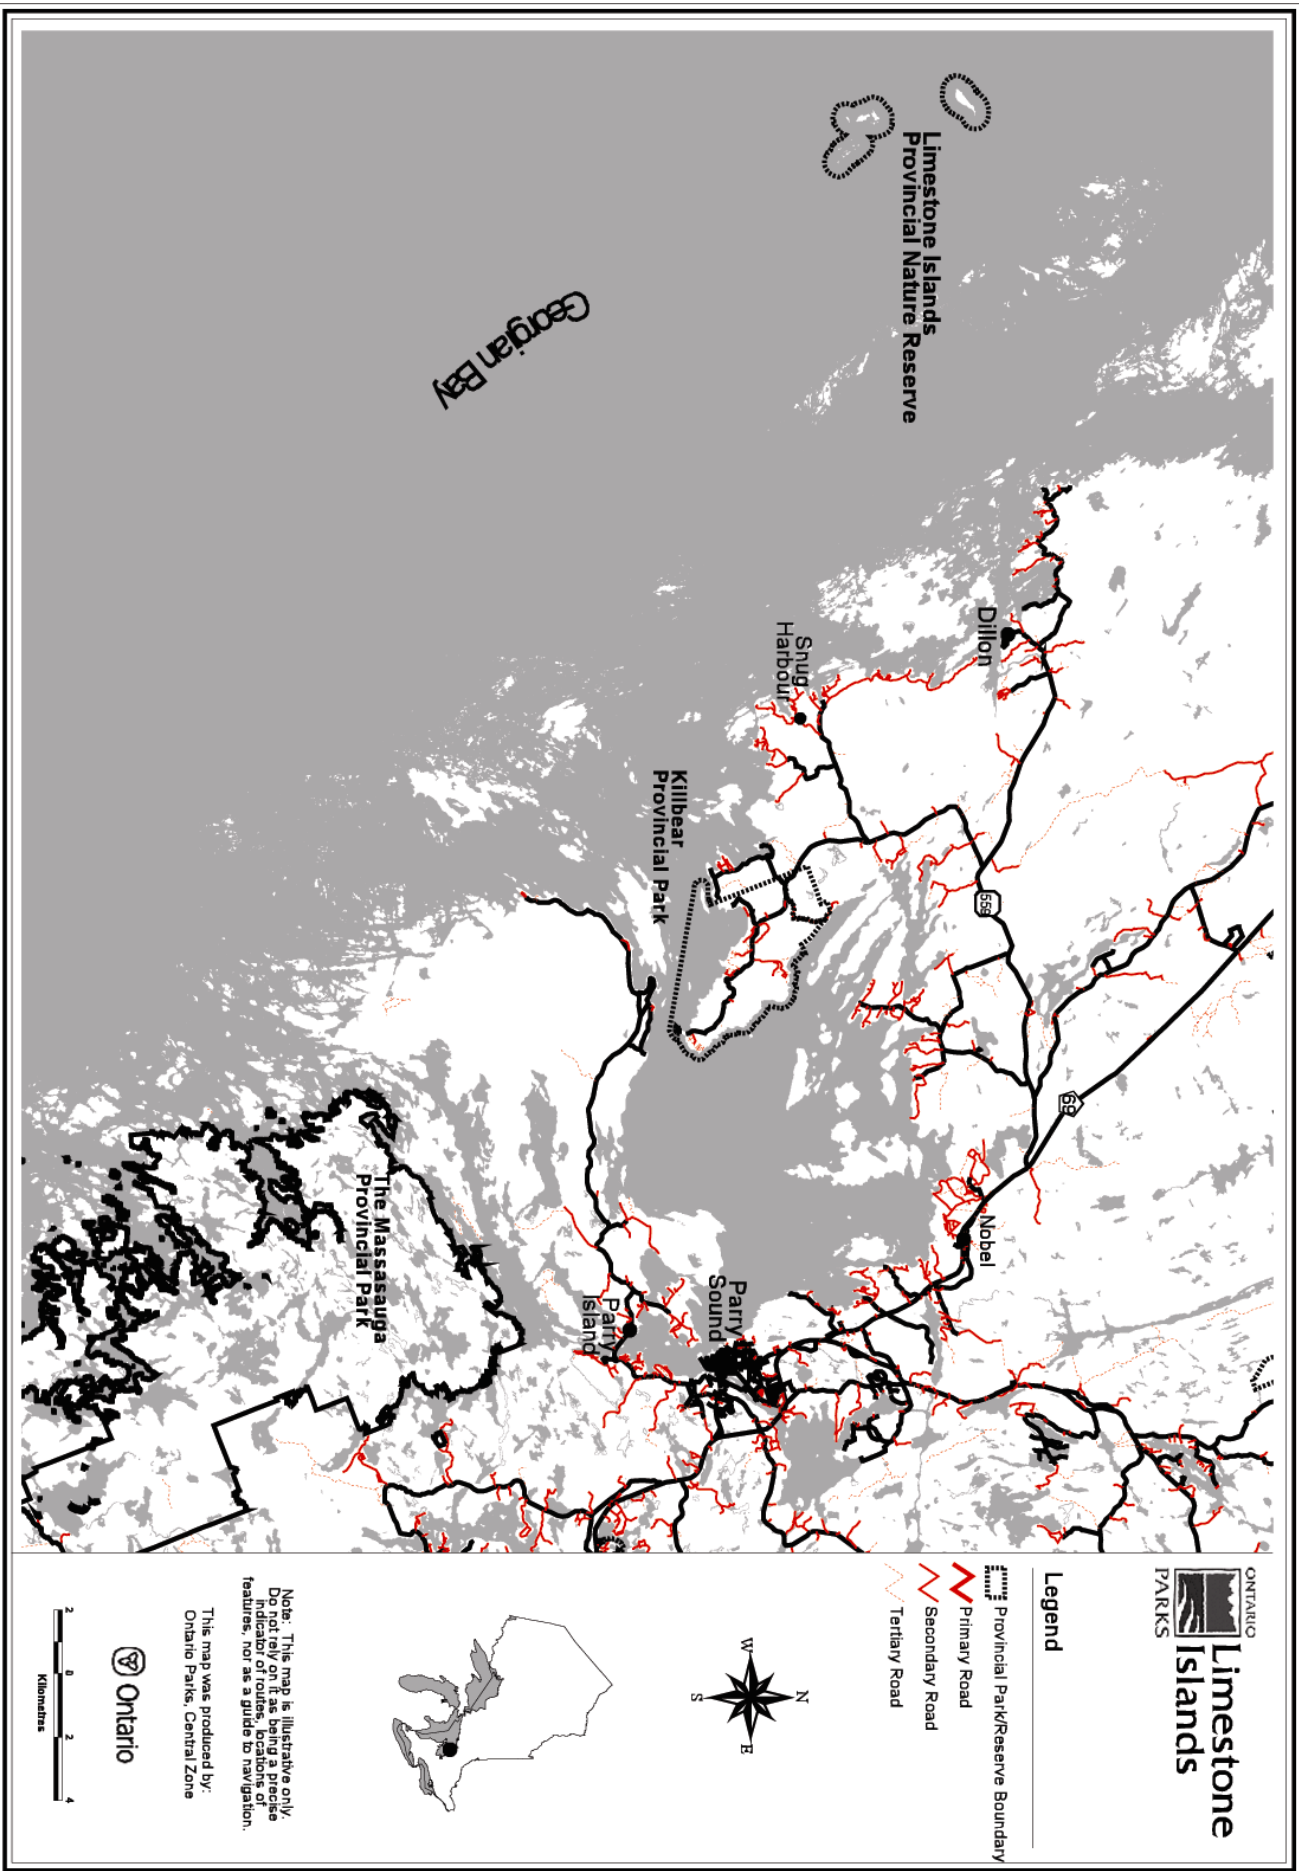 Limestone Islands
Provincial Nature Reserve
Georgian Bay
Dillon
Snug
Harbour
Killbear
Provincial Park
559
69
Nobel
Parry
Sound
Parry
Island
The Massasauga
Provincial Park
ONTARIO
PARKS
Limestone
Islands
Legend
Provincial Park/Reserve Boundary
Primary Road
Secondary Road
Tertiary Road
N
W
E
S
Note: This map is illustrative only.
Do not rely on it as being a precise
indicator of routes, locations of
features, nor as a guide to navigation.
This map was produced by:
Ontario Parks, Central Zone
Ontario
2 0 2 4
Kilometres